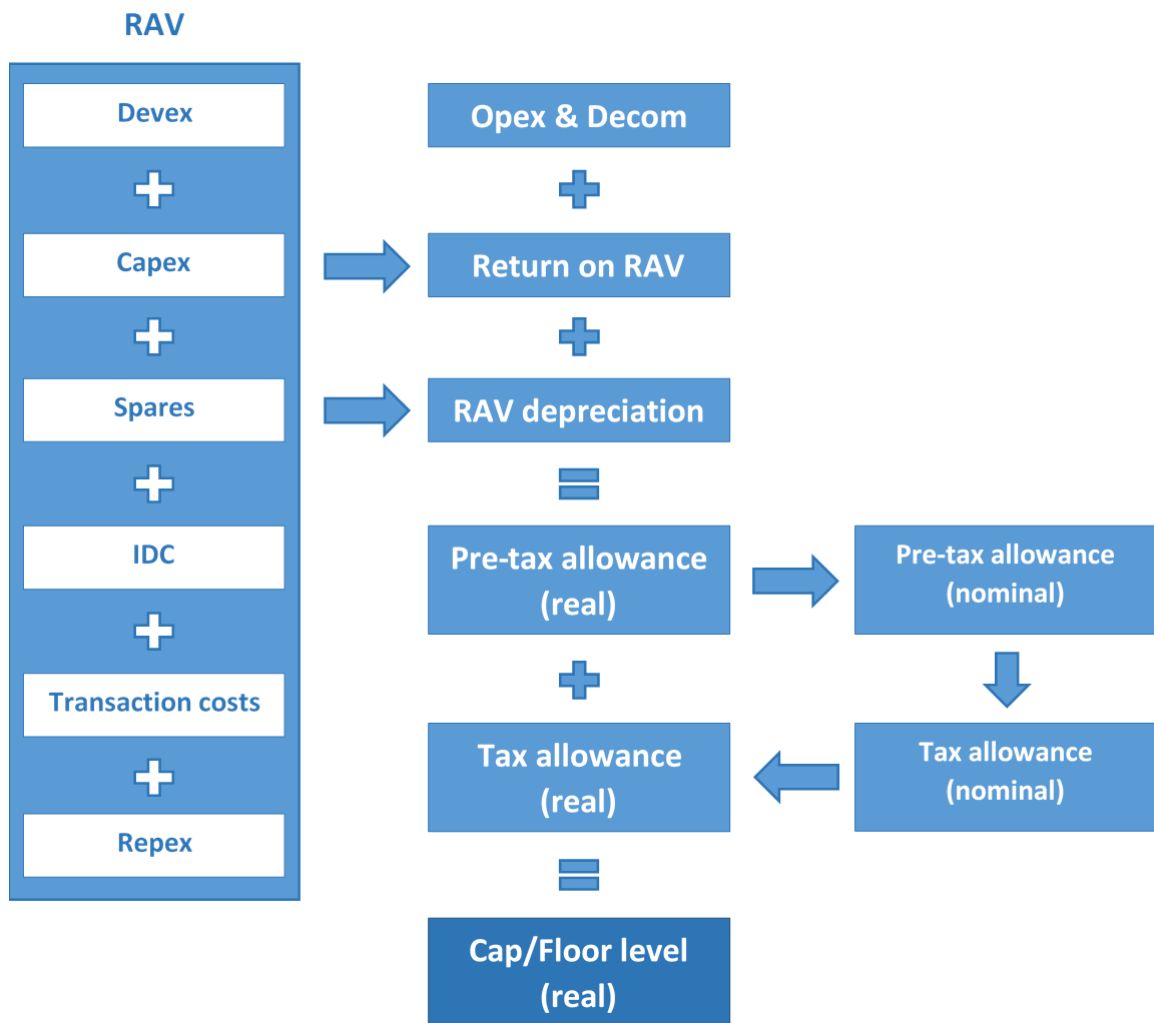 RAV
Devex
Capex
Spares
IDC
Transaction costs
Repex
Opex & Decom
Return on RAV
RAV depreciation
Pre-tax allowance
(real)
Tax allowance
(real)
Cap/Floor level
(real)
Pre-tax allowance
(nominal)
Tax allowance
(nominal)